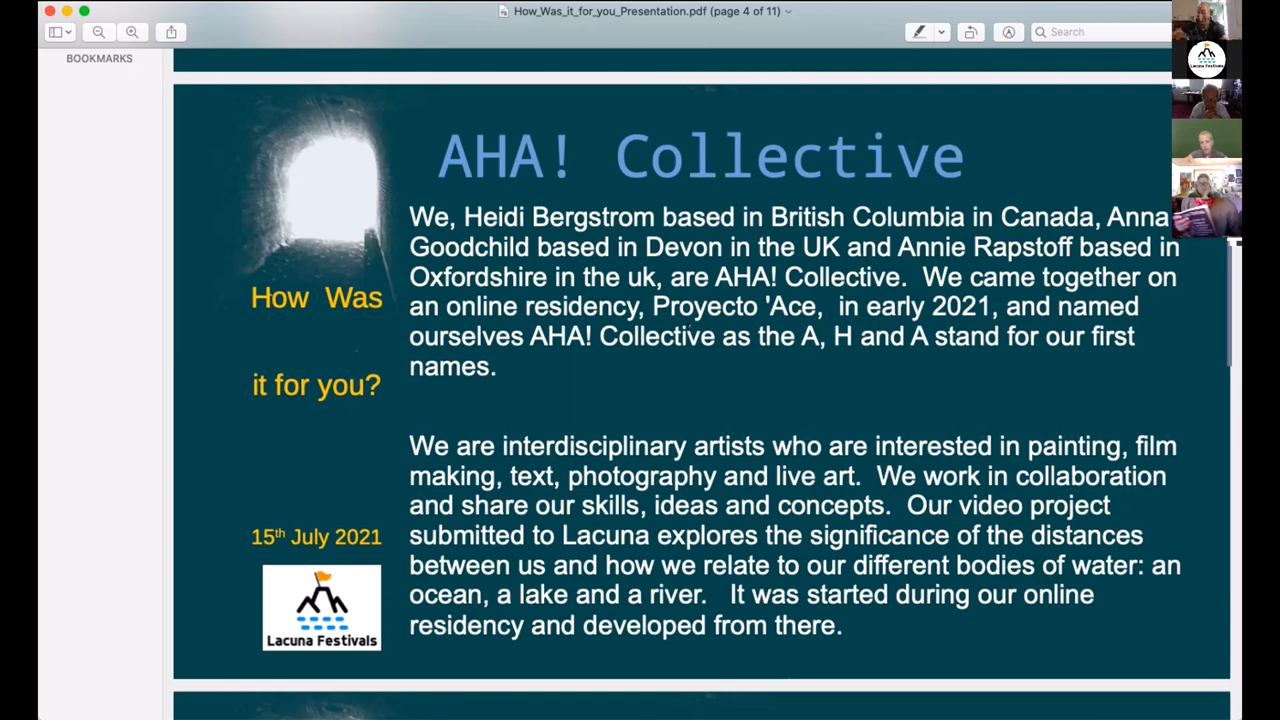 How_Was_it_for_you_Presentation.pdf (page 4 of 11)
Search
BOOKMARKS
AHA! Collective
We, Heidi Bergstrom based in British Columbia in Canada, Anna
Goodchild based in Devon in the UK and Annie Rapstoff based in
Oxfordshire in the uk, are AHA! Collective.  We came together on
an online residency, Proyecto 'Ace,  in early 2021, and named
ourselves AHA! Collective as the A, H and A stand for our first
names.
We are interdisciplinary artists who are interested in painting, film
making, text, photography and live art.  We work in collaboration
and share our skills, ideas and concepts.  Our video project
submitted to Lacuna explores the significance of the distances
between us and how we relate to our different bodies of water: an
ocean, a lake and a river.   It was started during our online
residency and developed from there.
How Was
it for you?
15th July 2021
Lacuna Festivals
Lacuna Festivals